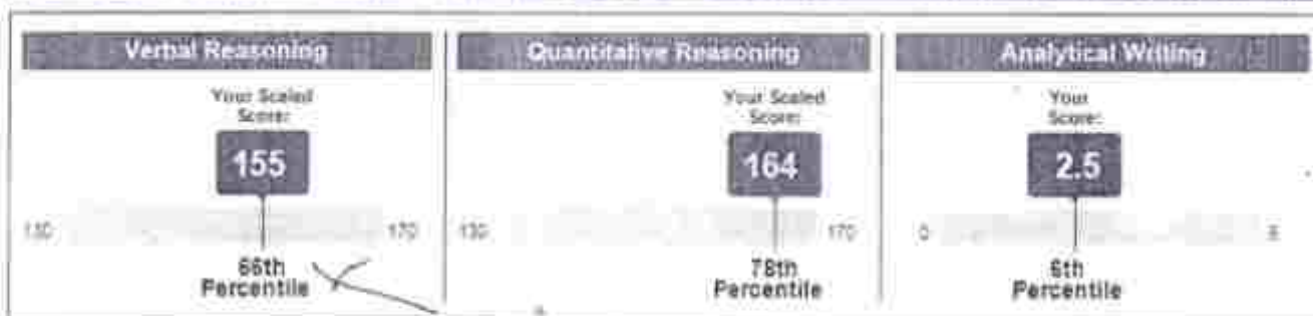 Verbal Reasoning
Your Scaled
Score:
155
130 170
66th
Percentile
Quantitative Reasoning
Your Scaled
Score:
164
130 170
78th
Percentile
Analytical Writing
Your
Score:
2.5
0 6
6th
Percentile